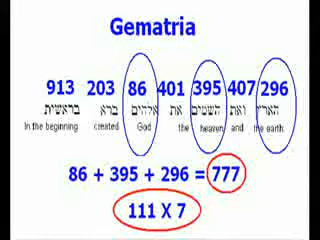 Gematria
913 203 86 401 395 407 296
בראשית ברא אלהים את השמים ואת הארץ
In the beginning created God the heaven and the earth
86 + 395 + 296 = 777
111 X 7